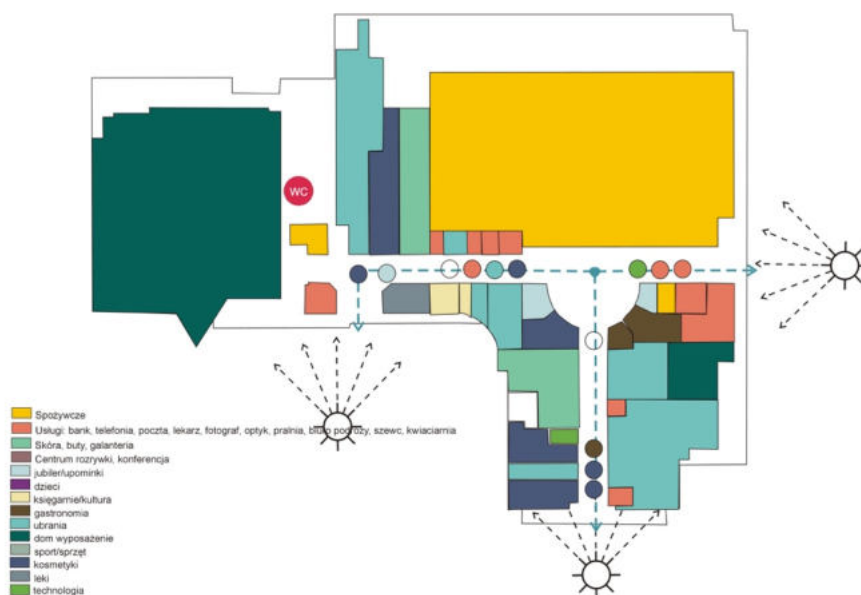 WC
Spożywcze
Usługi: bank, telefonia, poczta, lekarz, fotograf, optyk, pralnia, biuro podróży, szewc, kwiaciarnia
Skóra, buty, galanteria
Centrum rozrywki, konferencja
jubiler/upominki
dzieci
księgarnie/kultura
gastronomia
ubrania
dom wyposażenie
sport/sprzęt
kosmetyki
leki
technologia